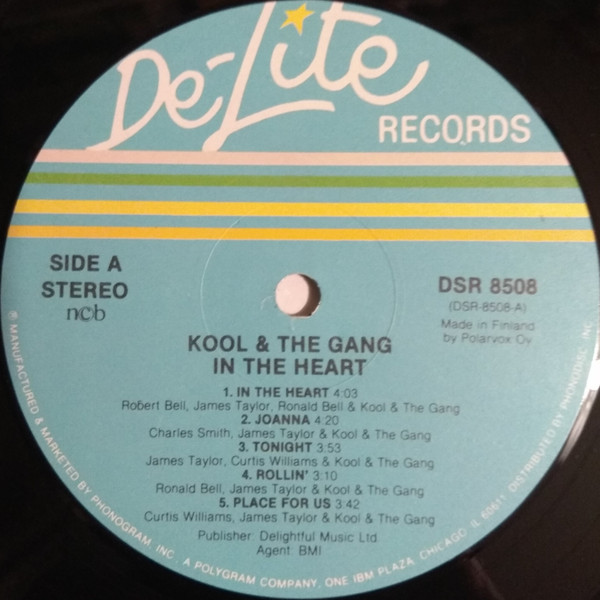 De-Lite
RECORDS
SIDE A
STEREO
ncb
DSR 8508
(DSR-8508-A)
Made in Finland
by Polarvox Oy
KOOL & THE GANG
IN THE HEART
1. IN THE HEART 4:03
Robert Bell, James Taylor, Ronald Bell & Kool & The Gang
2. JOANNA 4:20
Charles Smith, James Taylor & Kool & The Gang
3. TONIGHT 3:53
James Taylor, Curtis Williams & Kool & The Gang
4. ROLLIN' 3:10
Ronald Bell, James Taylor & Kool & The Gang
5. PLACE FOR US 3:42
Curtis Williams, James Taylor & Kool & The Gang
Publisher: Delightful Music Ltd.
Agent: BMI
℗ MANUFACTURED & MARKETED BY PHONOGRAM, INC., A POLYGRAM COMPANY, ONE IBM PLAZA, CHICAGO, IL 60611. DISTRIBUTED BY PHONODISC, INC.